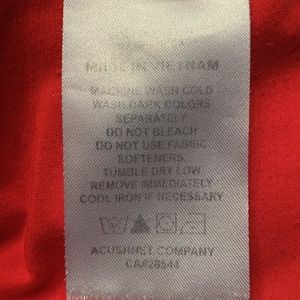 MADE IN VIETNAM
MACHINE WASH COLD
WASH DARK COLORS
SEPARATELY
DO NOT BLEACH
DO NOT USE FABRIC
SOFTENERS
TUMBLE DRY LOW
REMOVE IMMEDIATELY
COOL IRON IF NECESSARY
ACUSHNET COMPANY
CA#28544